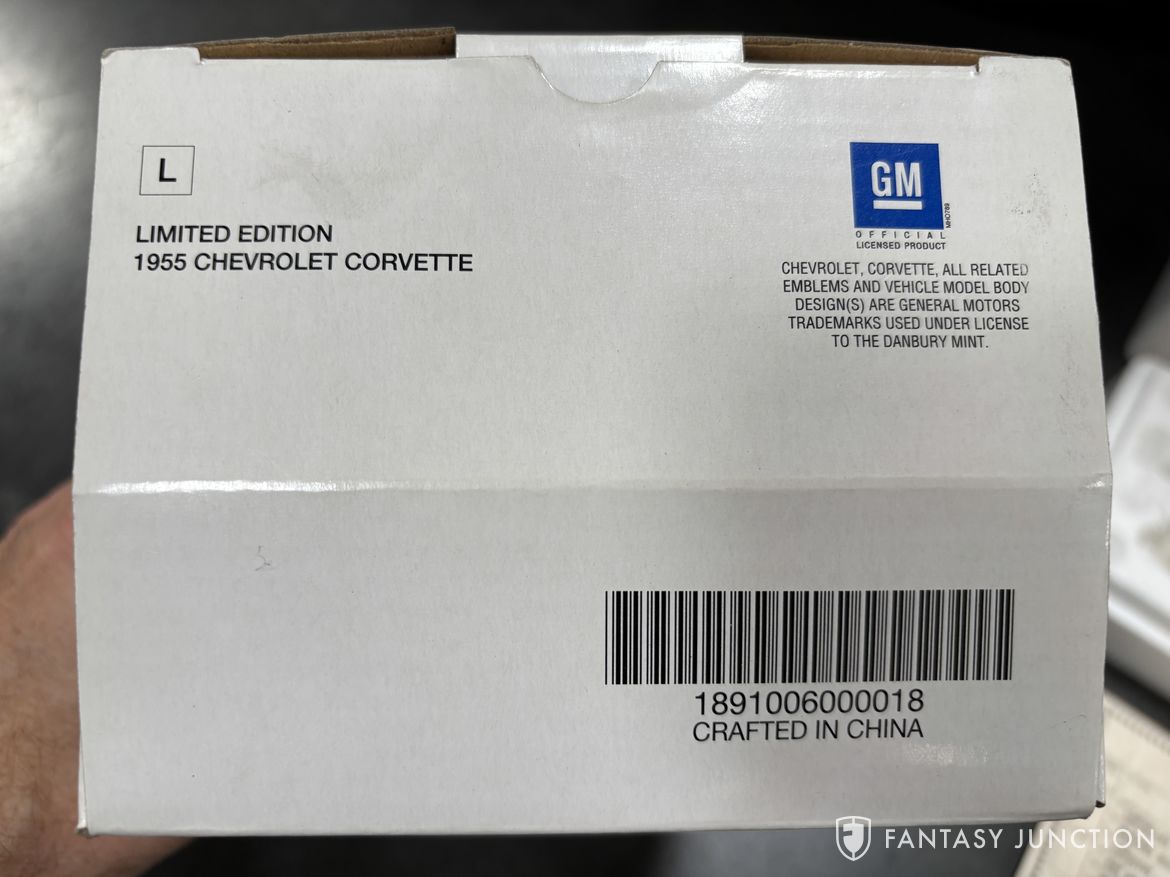 L
LIMITED EDITION
1955 CHEVROLET CORVETTE
GM
MHO789
OFFICIAL
LICENSED PRODUCT
CHEVROLET, CORVETTE, ALL RELATED
EMBLEMS AND VEHICLE MODEL BODY
DESIGN(S) ARE GENERAL MOTORS
TRADEMARKS USED UNDER LICENSE
TO THE DANBURY MINT.
1891006000018
CRAFTED IN CHINA
FANTASY JUNCTION